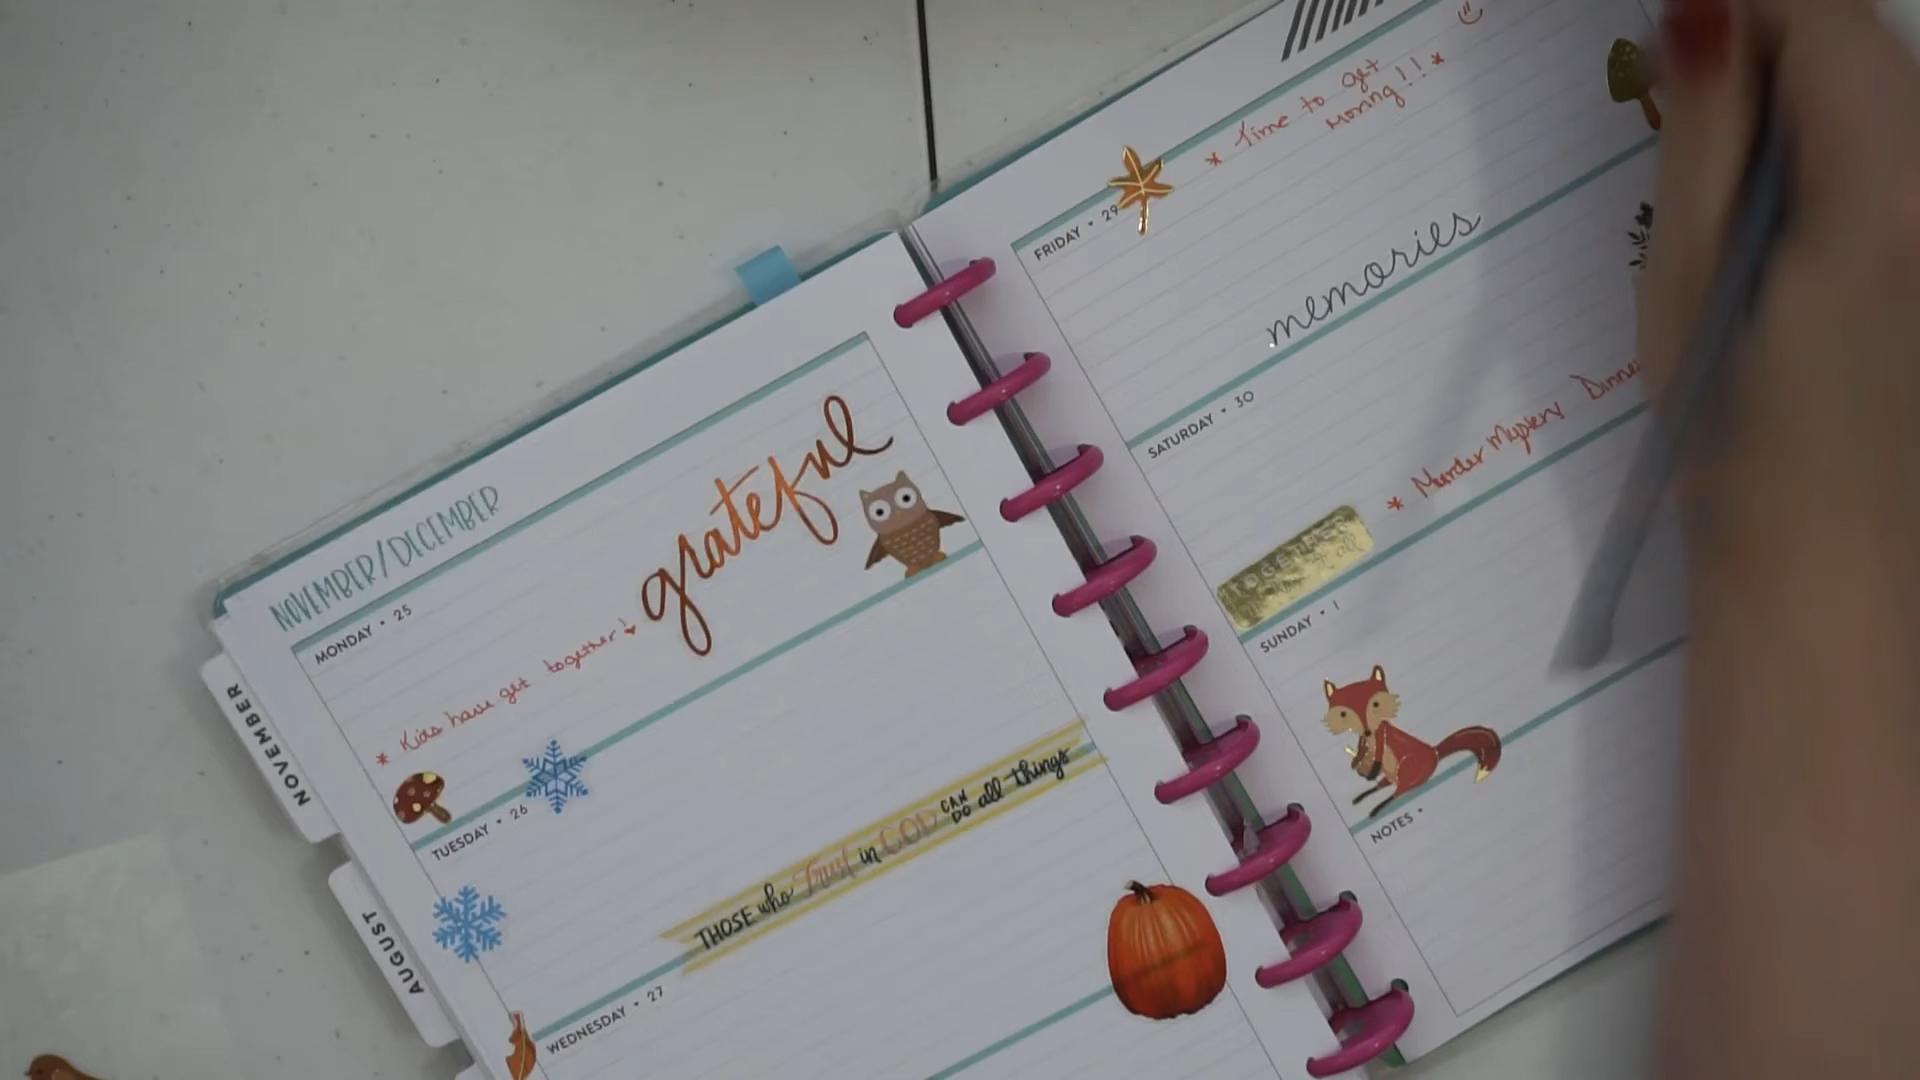 NOVEMBER/DECEMBER
MONDAY • 25
grateful
* Kids have get together!
TUESDAY • 26
THOSE who Trust in GOD CAN DO all things
WEDNESDAY • 27
NOVEMBER
AUGUST
* Time to get
moving!! *
FRIDAY • 29
memories
SATURDAY • 30
* Murder Mystery
TOGETHER
SUNDAY • 1
NOTES •